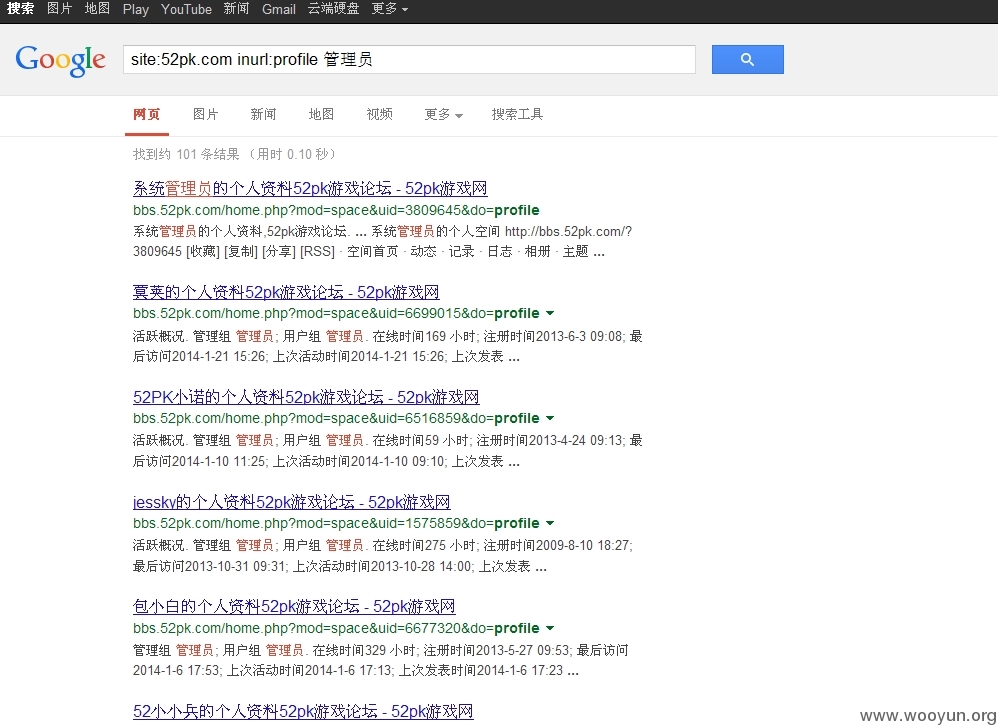 搜索 图片 地图 Play YouTube 新闻 Gmail 云端硬盘 更多
Google site:52pk.com inurl:profile 管理员
网页 图片 新闻 地图 视频 更多 搜索工具
找到约 101 条结果 （用时 0.10 秒）
系统管理员的个人资料52pk游戏论坛 - 52pk游戏网
bbs.52pk.com/home.php?mod=space&uid=3809645&do=profile
系统管理员的个人资料,52pk游戏论坛. ... 系统管理员的个人空间 http://bbs.52pk.com/?
3809645 [收藏] [复制] [分享] [RSS] · 空间首页 · 动态 · 记录 · 日志 · 相册 · 主题 ...
蓂荚的个人资料52pk游戏论坛 - 52pk游戏网
bbs.52pk.com/home.php?mod=space&uid=6699015&do=profile
活跃概况. 管理组 管理员; 用户组 管理员. 在线时间169 小时; 注册时间2013-6-3 09:08; 最
后访问2014-1-21 15:26; 上次活动时间2014-1-21 15:26; 上次发表 ...
52PK小诺的个人资料52pk游戏论坛 - 52pk游戏网
bbs.52pk.com/home.php?mod=space&uid=6516859&do=profile
活跃概况. 管理组 管理员; 用户组 管理员. 在线时间59 小时; 注册时间2013-4-24 09:13; 最
后访问2014-1-10 11:25; 上次活动时间2014-1-10 09:10; 上次发表 ...
jessky的个人资料52pk游戏论坛 - 52pk游戏网
bbs.52pk.com/home.php?mod=space&uid=1575859&do=profile
活跃概况. 管理组 管理员; 用户组 管理员. 在线时间275 小时; 注册时间2009-8-10 18:27;
最后访问2013-10-31 09:31; 上次活动时间2013-10-28 14:00; 上次发表 ...
包小白的个人资料52pk游戏论坛 - 52pk游戏网
bbs.52pk.com/home.php?mod=space&uid=6677320&do=profile
管理组 管理员; 用户组 管理员. 在线时间329 小时; 注册时间2013-5-27 09:53; 最后访问
2014-1-6 17:53; 上次活动时间2014-1-6 17:13; 上次发表时间2014-1-6 17:23 ...
52小小兵的个人资料52pk游戏论坛 - 52pk游戏网
www.wooyun.org